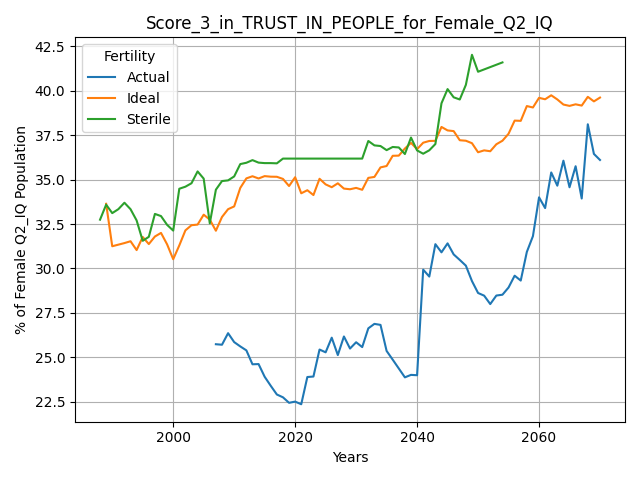 Score_3_in_TRUST_IN_PEOPLE_for_Female_Q2_IQ
Fertility
Actual
Ideal
Sterile
% of Female Q2_IQ Population
42.5
40.0
37.5
35.0
32.5
30.0
27.5
25.0
22.5
2000 2020 2040 2060
Years